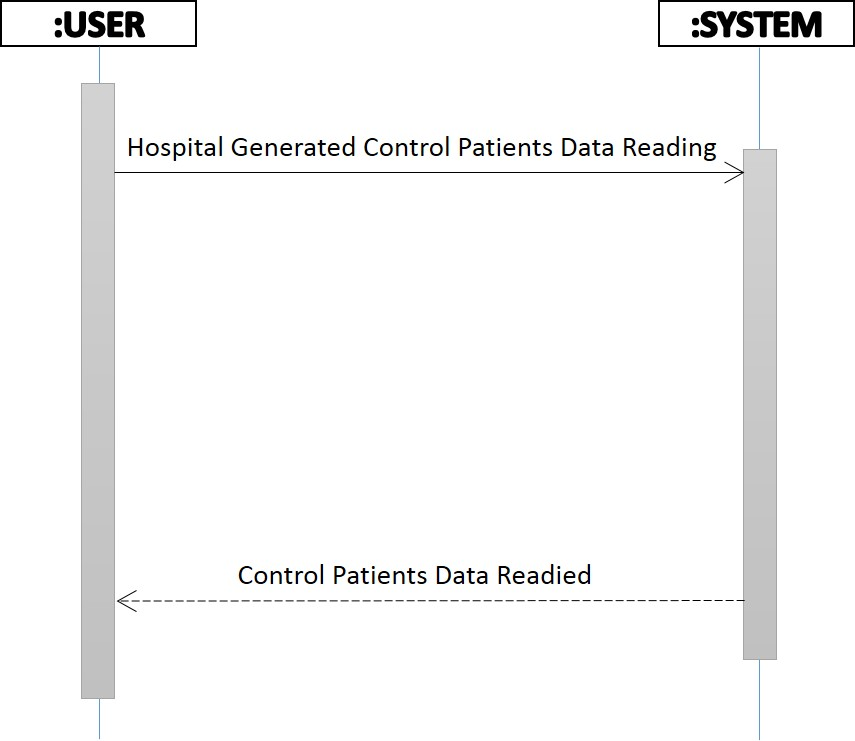 :USER
:SYSTEM
Hospital Generated Control Patients Data Reading
Control Patients Data Readied